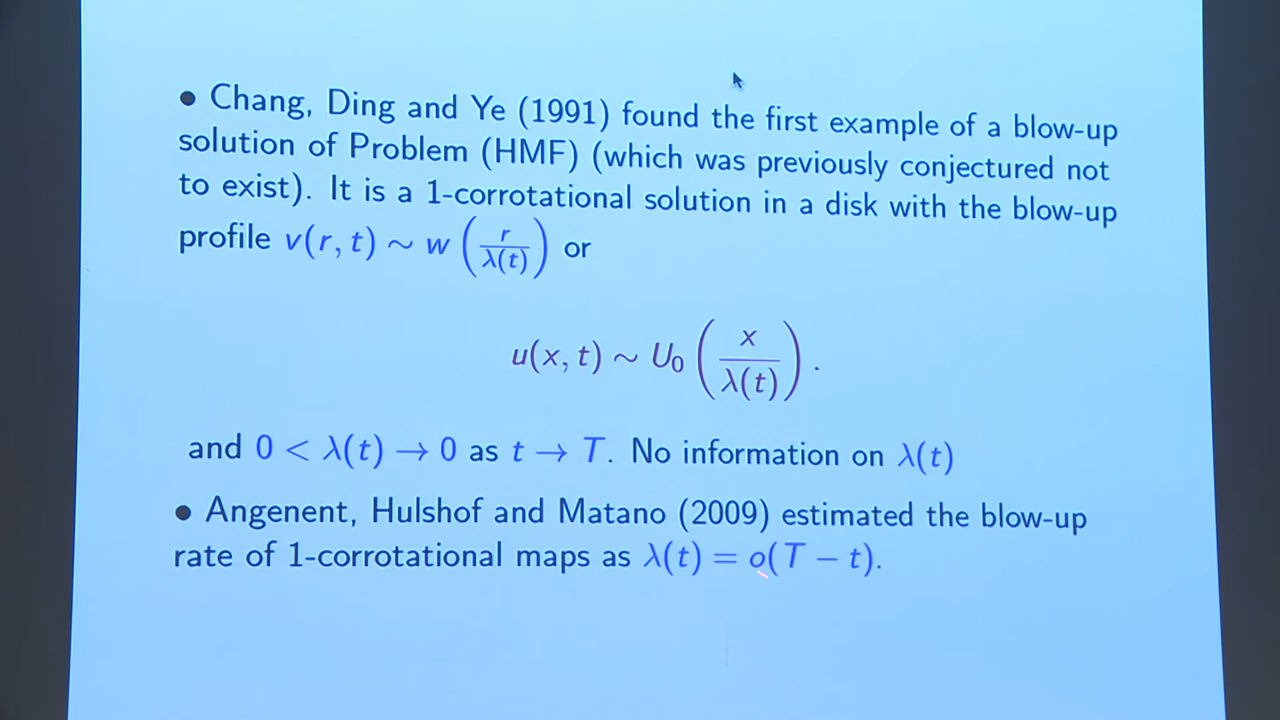 • Chang, Ding and Ye (1991) found the first example of a blow-up
solution of Problem (HMF) (which was previously conjectured not
to exist). It is a 1-corrotational solution in a disk with the blow-up
profile v(r, t) ∼ w (r/λ(t)) or
u(x, t) ∼ U₀ (x/λ(t)).
and 0 < λ(t) → 0 as t → T. No information on λ(t)
• Angenent, Hulshof and Matano (2009) estimated the blow-up
rate of 1-corrotational maps as λ(t) = o(T − t).